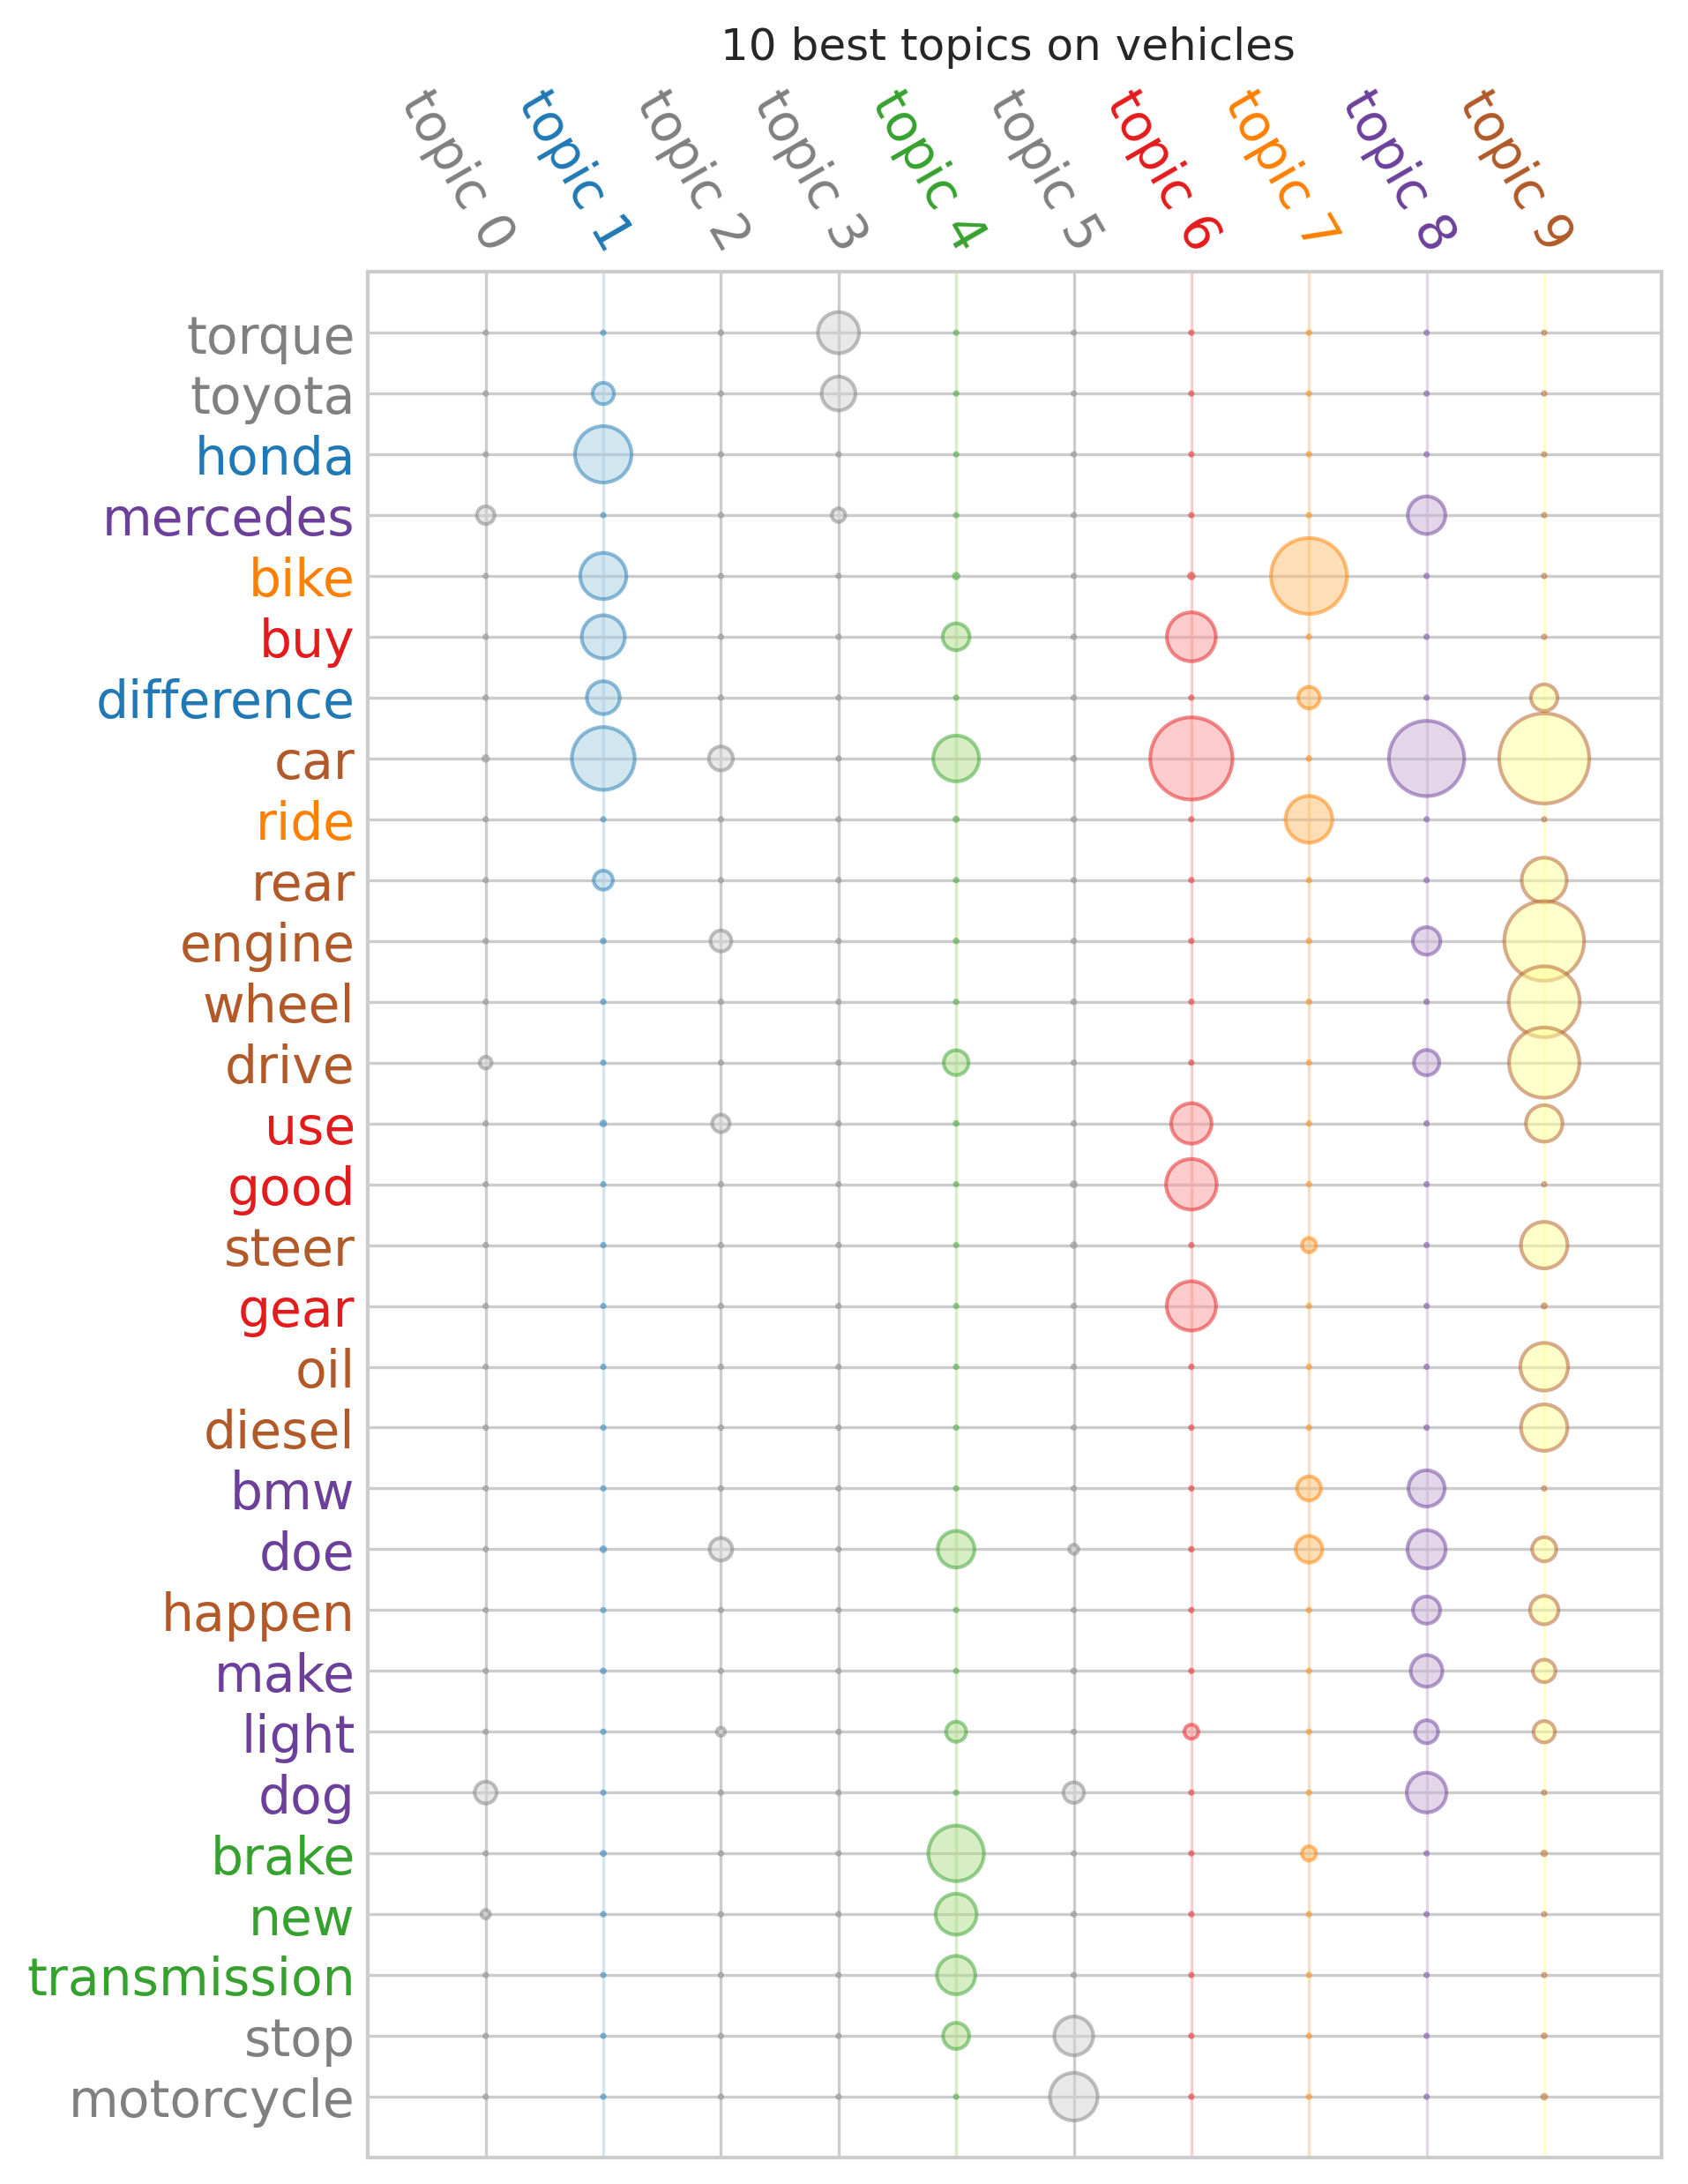 10 best topics on vehicles
topic 0
topic 1
topic 2
topic 3
topic 4
topic 5
topic 6
topic 7
topic 8
topic 9
torque
toyota
honda
mercedes
bike
buy
difference
car
ride
rear
engine
wheel
drive
use
good
steer
gear
oil
diesel
bmw
doe
happen
make
light
dog
brake
new
transmission
stop
motorcycle